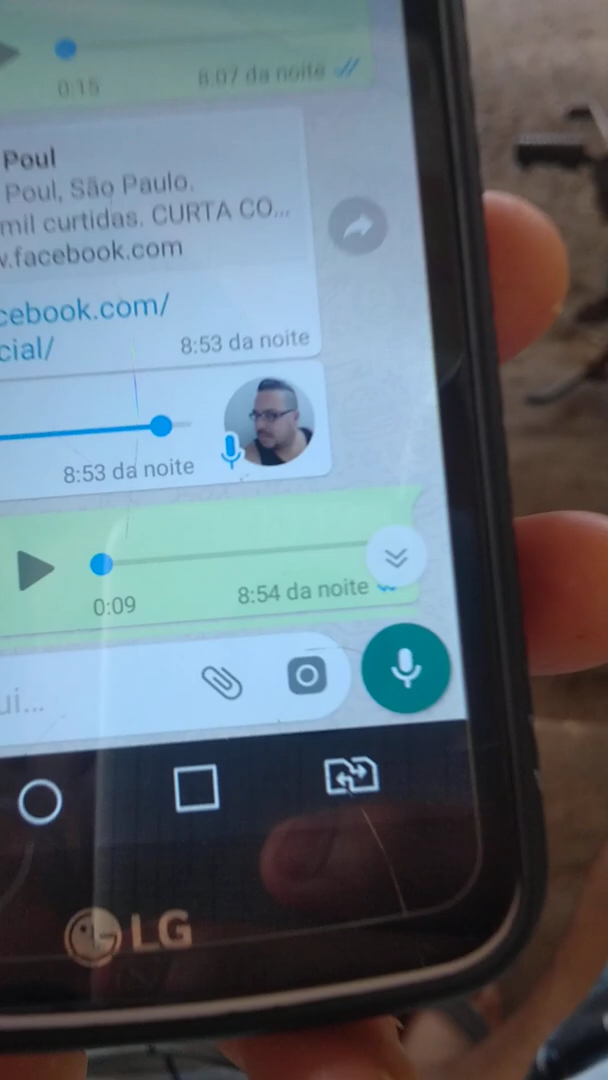 0:15 8:07 da noite
Poul
Poul, São Paulo.
mil curtidas. CURTA CO...
w.facebook.com
cebook.com/
cial/ 8:53 da noite
8:53 da noite
0:09 8:54 da noite
ui...
LG